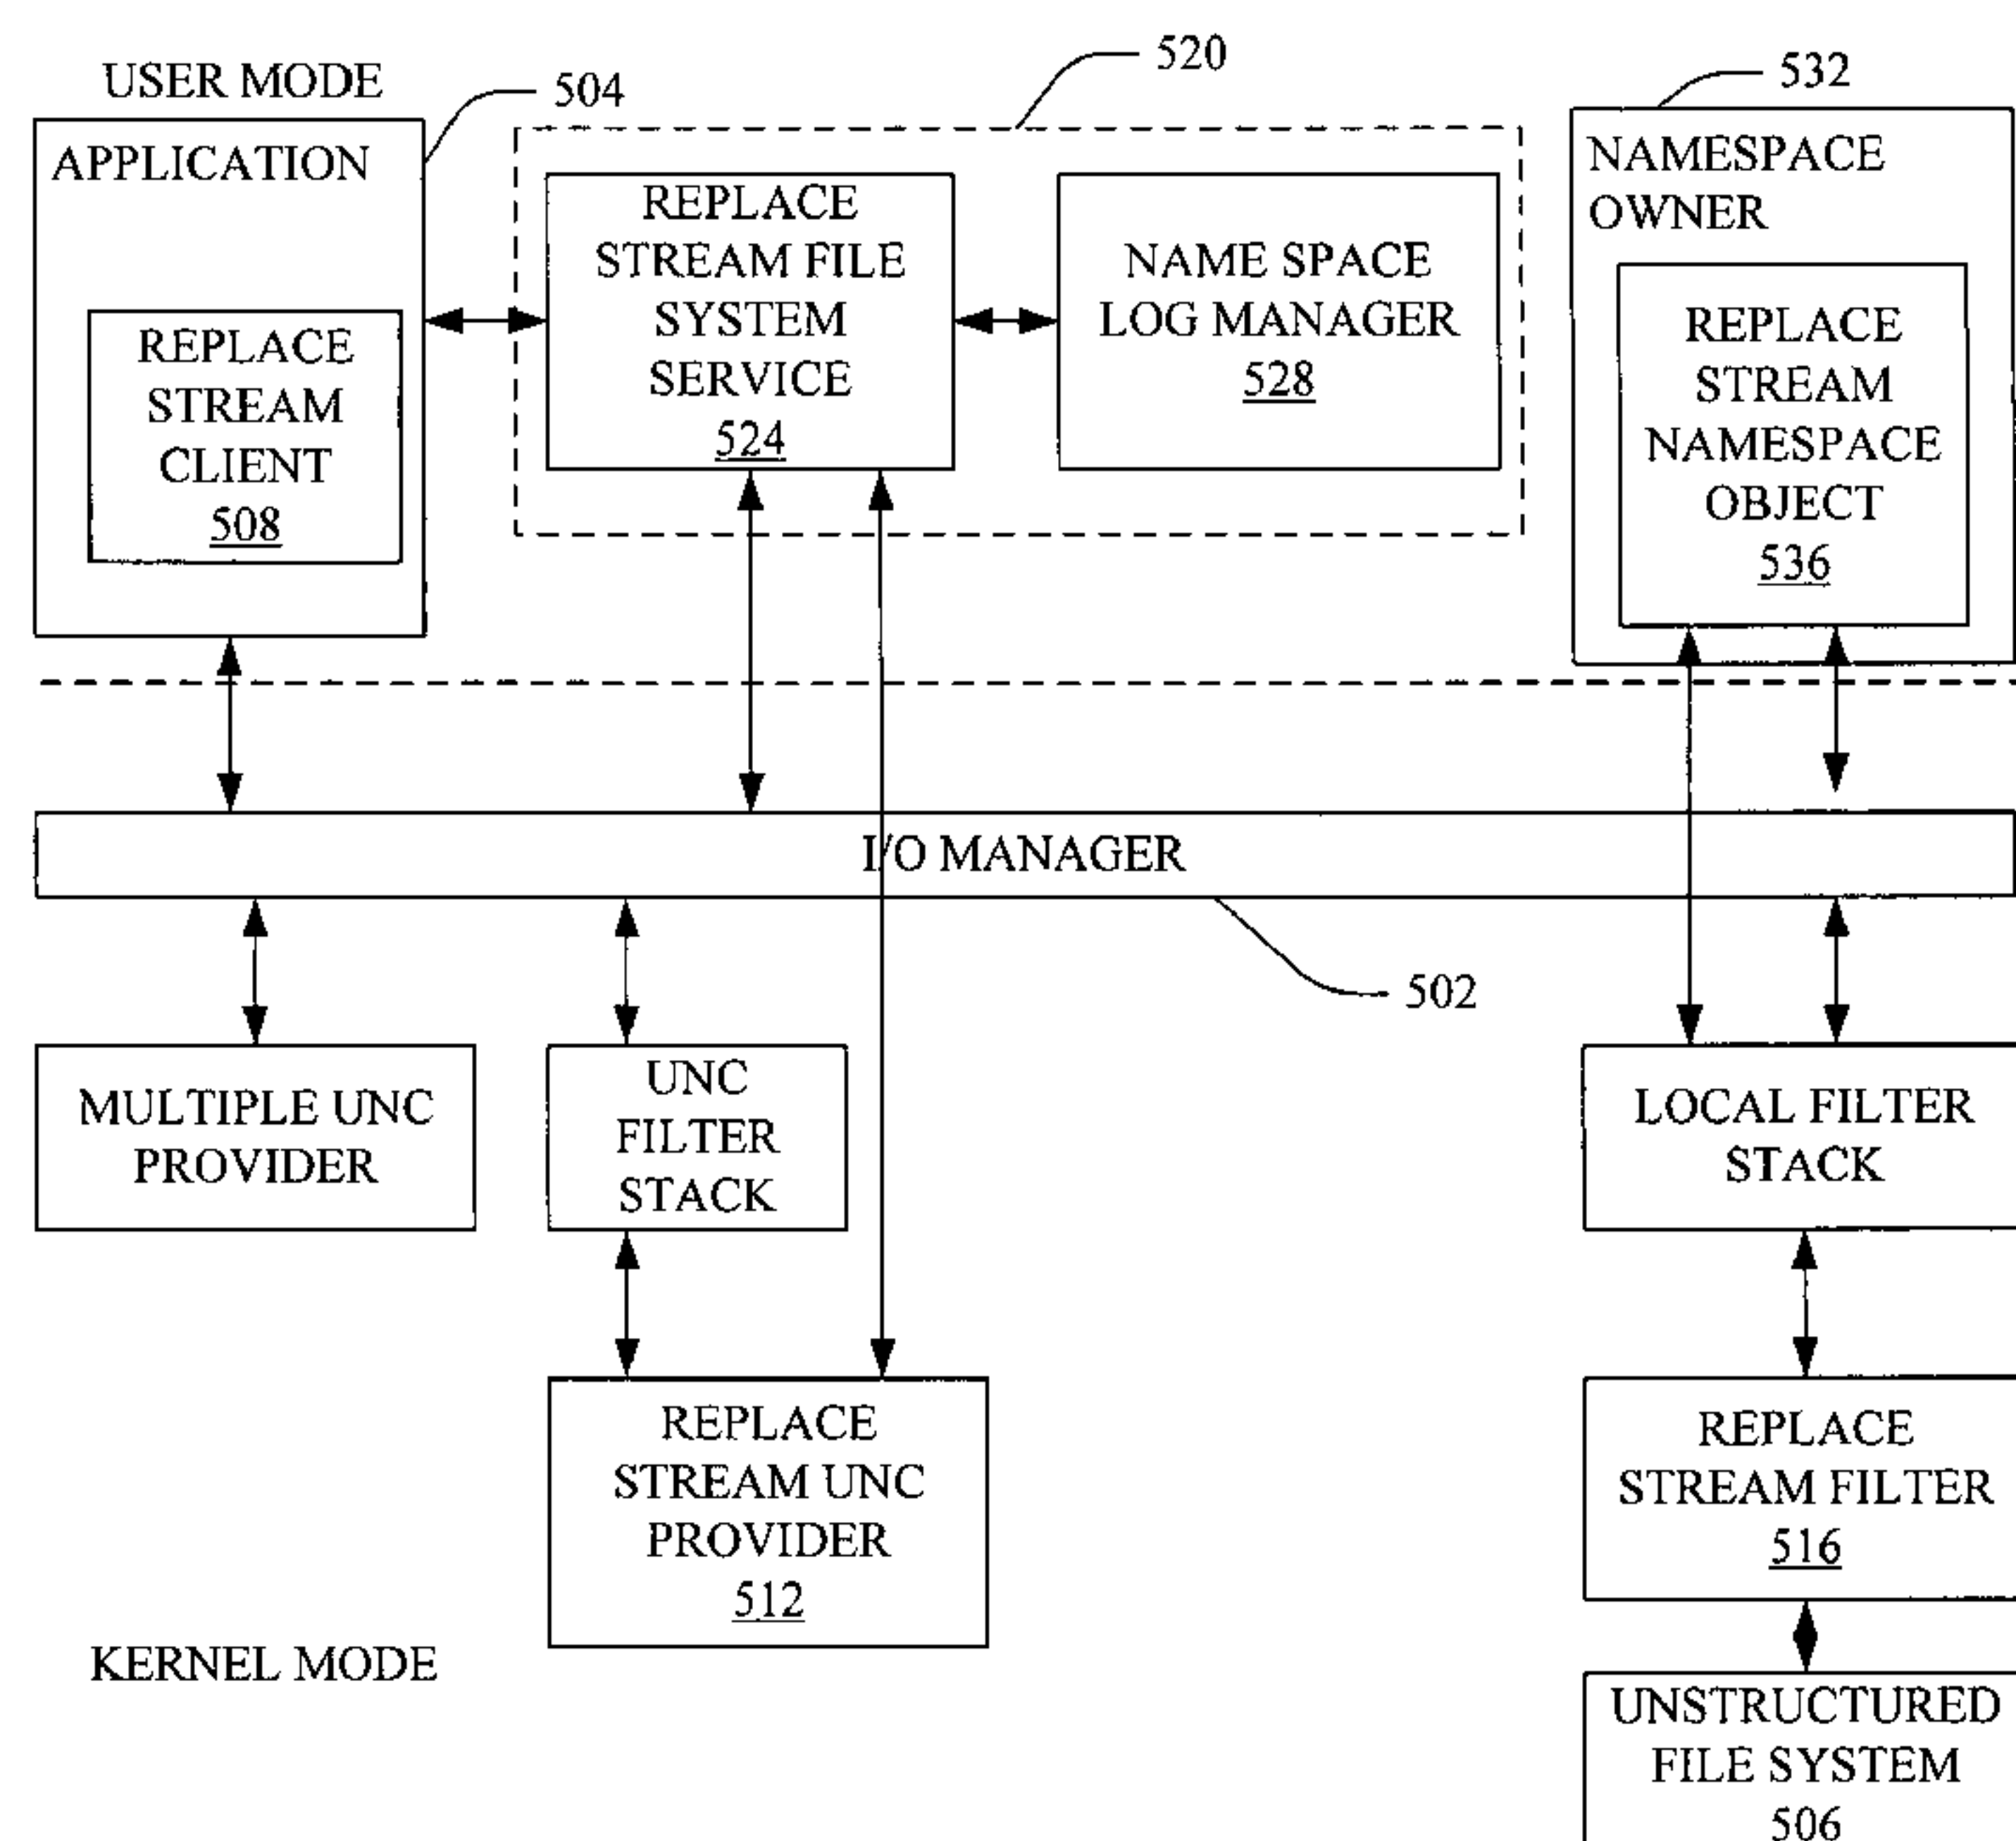 USER MODE
504
520
532
APPLICATION
REPLACE
STREAM
CLIENT
508
REPLACE
STREAM FILE
SYSTEM
SERVICE
524
NAME SPACE
LOG MANAGER
528
NAMESPACE
OWNER
REPLACE
STREAM
NAMESPACE
OBJECT
536
I/O MANAGER
502
MULTIPLE UNC
PROVIDER
UNC
FILTER
STACK
LOCAL FILTER
STACK
REPLACE
STREAM UNC
PROVIDER
512
REPLACE
STREAM FILTER
516
KERNEL MODE
UNSTRUCTURED
FILE SYSTEM
506